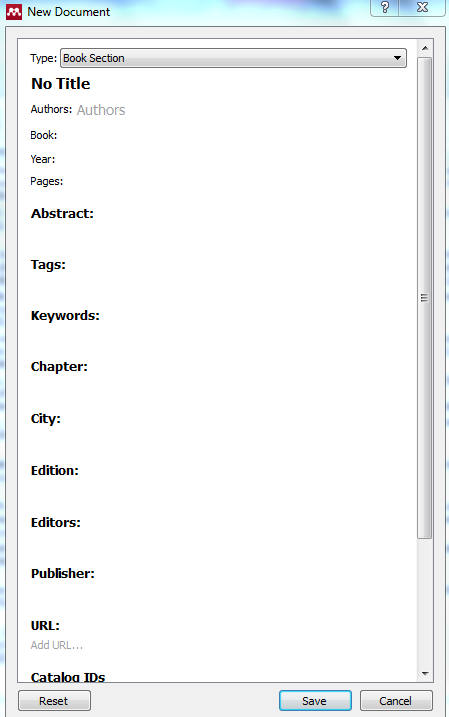 New Document
Type: Book Section
No Title
Authors: Authors
Book:
Year:
Pages:
Abstract:
Tags:
Keywords:
Chapter:
City:
Edition:
Editors:
Publisher:
URL:
Add URL...
Catalog IDs
Reset Save Cancel